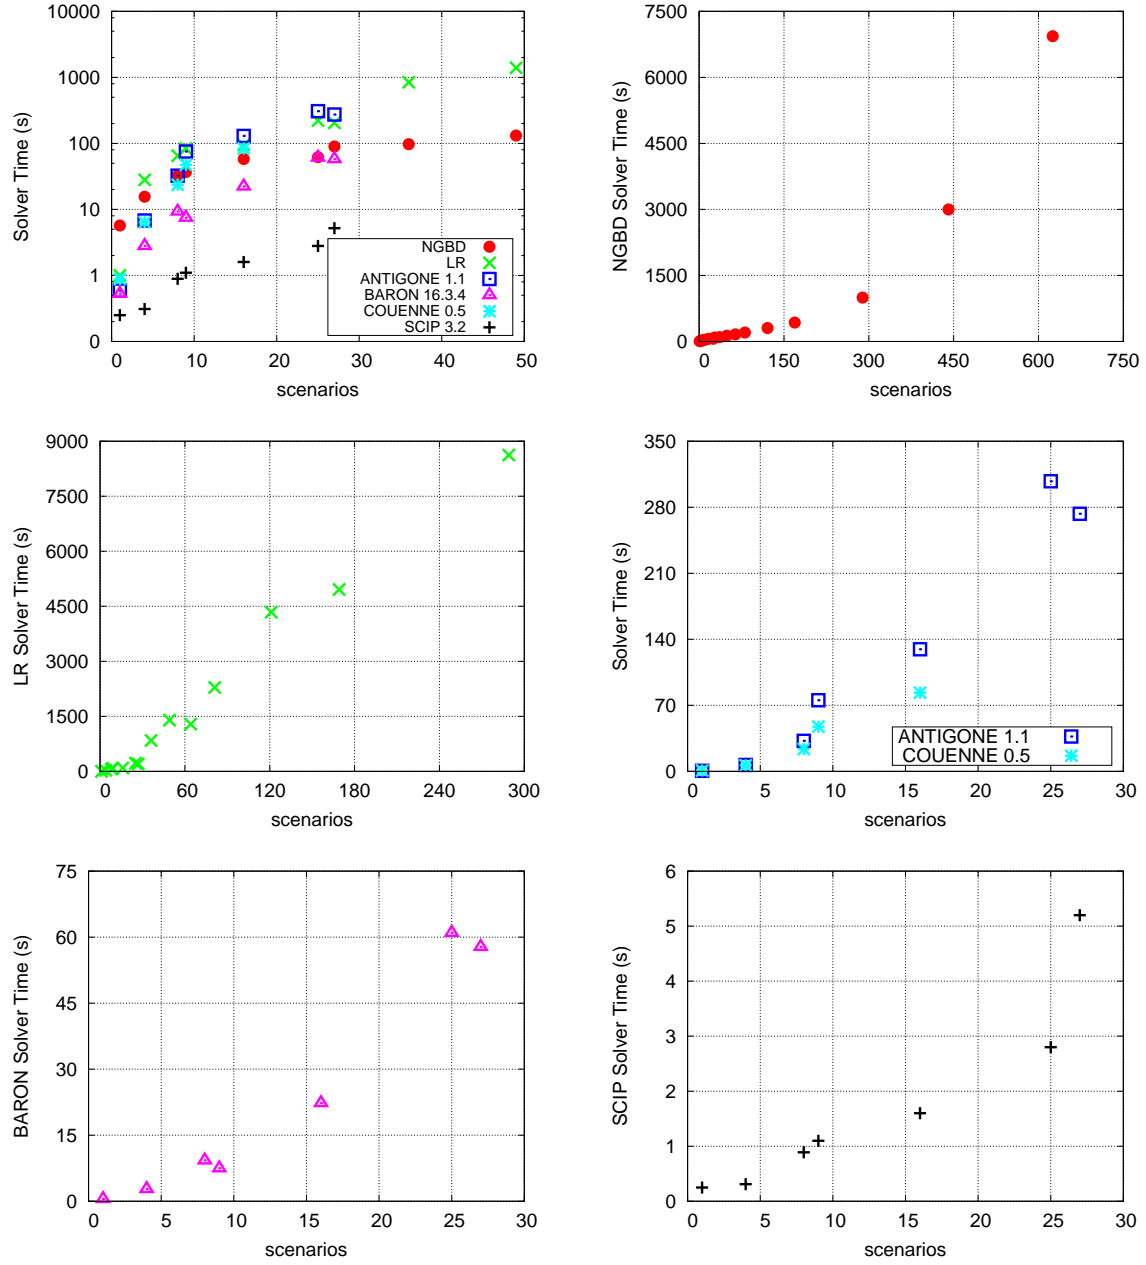 10000
1000
100
10
1
0
Solver Time (s)
NGBD
LR
ANTIGONE 1.1
BARON 16.3.4
COUENNE 0.5
SCIP 3.2
0 10 20 30 40 50
scenarios
7500
6000
4500
3000
1500
0
NGBD Solver Time (s)
0 150 300 450 600 750
scenarios
9000
7500
6000
4500
3000
1500
0
LR Solver Time (s)
0 60 120 180 240 300
scenarios
350
280
210
140
70
0
Solver Time (s)
ANTIGONE 1.1
COUENNE 0.5
0 5 10 15 20 25 30
scenarios
75
60
45
30
15
0
BARON Solver Time (s)
0 5 10 15 20 25 30
scenarios
6
5
4
3
2
1
0
SCIP Solver Time (s)
0 5 10 15 20 25 30
scenarios